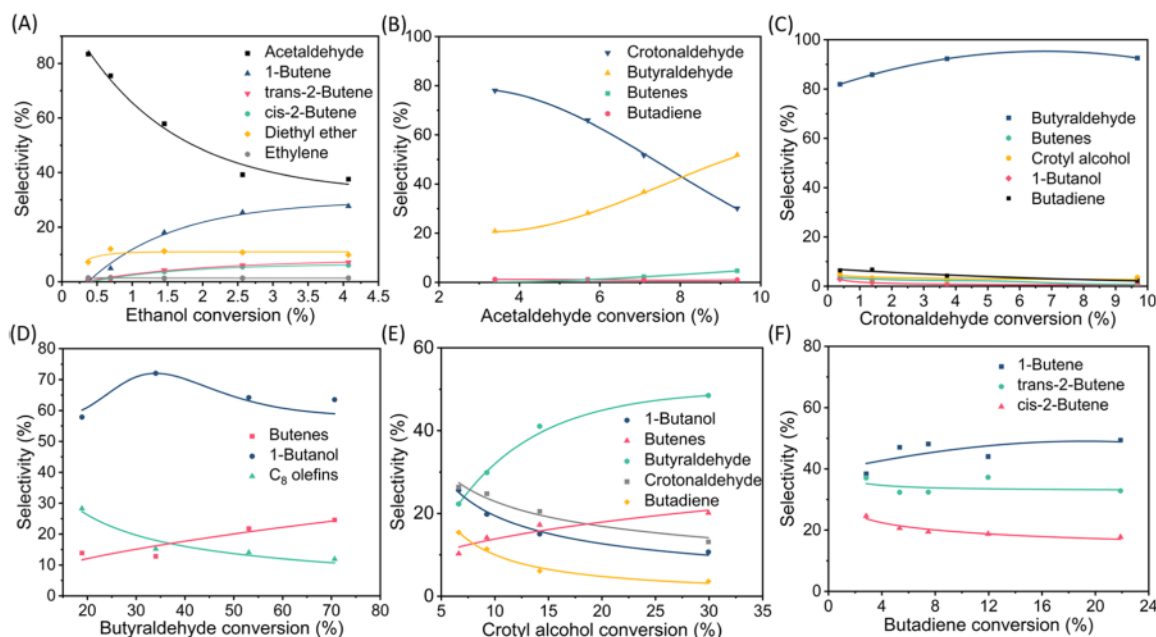 (A)
Selectivity (%)
80
60
40
20
0
Acetaldehyde
1-Butene
trans-2-Butene
cis-2-Butene
Diethyl ether
Ethylene
0.0 0.5 1.0 1.5 2.0 2.5 3.0 3.5 4.0 4.5
Ethanol conversion (%)
(B)
Selectivity (%)
100
80
60
40
20
0
Crotonaldehyde
Butyraldehyde
Butenes
Butadiene
2 4 6 8 10
Acetaldehyde conversion (%)
(C)
Selectivity (%)
100
80
60
40
20
0
Butyraldehyde
Butenes
Crotyl alcohol
1-Butanol
Butadiene
0 1 2 3 4 5 6 7 8 9 10
Crotonaldehyde conversion (%)
(D)
Selectivity (%)
80
70
60
50
40
30
20
10
0
Butenes
1-Butanol
C₈ olefins
20 30 40 50 60 70 80
Butyraldehyde conversion (%)
(E)
Selectivity (%)
60
40
20
0
1-Butanol
Butenes
Butyraldehyde
Crotonaldehyde
Butadiene
5 10 15 20 25 30 35
Crotyl alcohol conversion (%)
(F)
Selectivity (%)
80
60
40
20
0
1-Butene
trans-2-Butene
cis-2-Butene
0 4 8 12 16 20 24
Butadiene conversion (%)